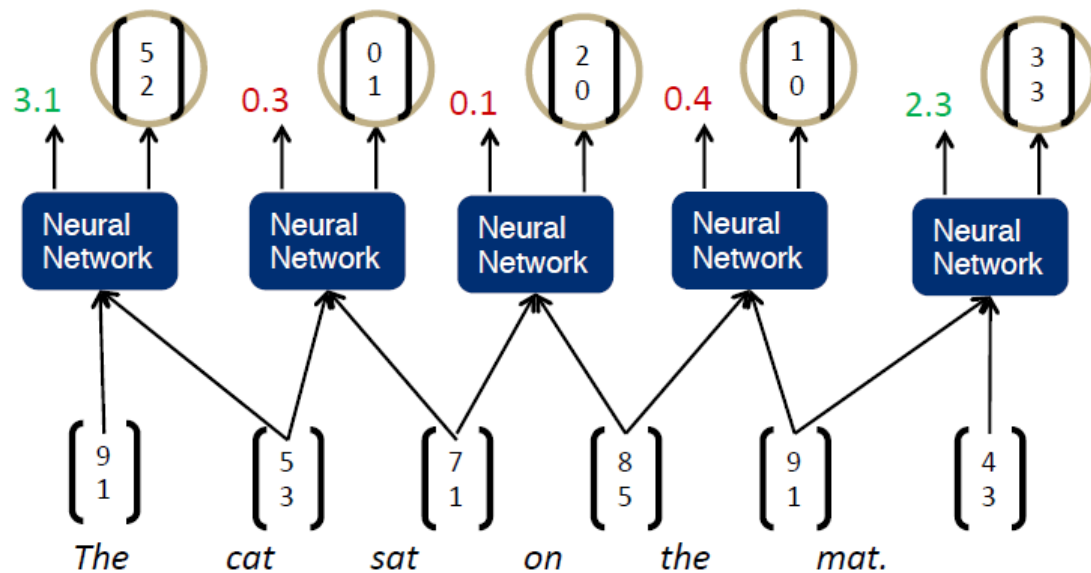 5 0 2 1 3
2 1 0 0 3
3.1 0.3 0.1 0.4 2.3
Neural Neural Neural Neural Neural
Network Network Network Network Network
9 5 7 8 9 4
1 3 1 5 1 3
The cat sat on the mat.